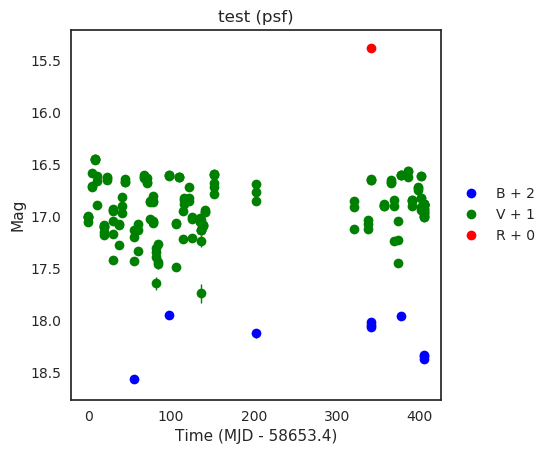 test (psf)
15.5
16.0
16.5
17.0
17.5
18.0
18.5
Mag
0
100
200
300
400
Time (MJD - 58653.4)
B + 2
V + 1
R + 0